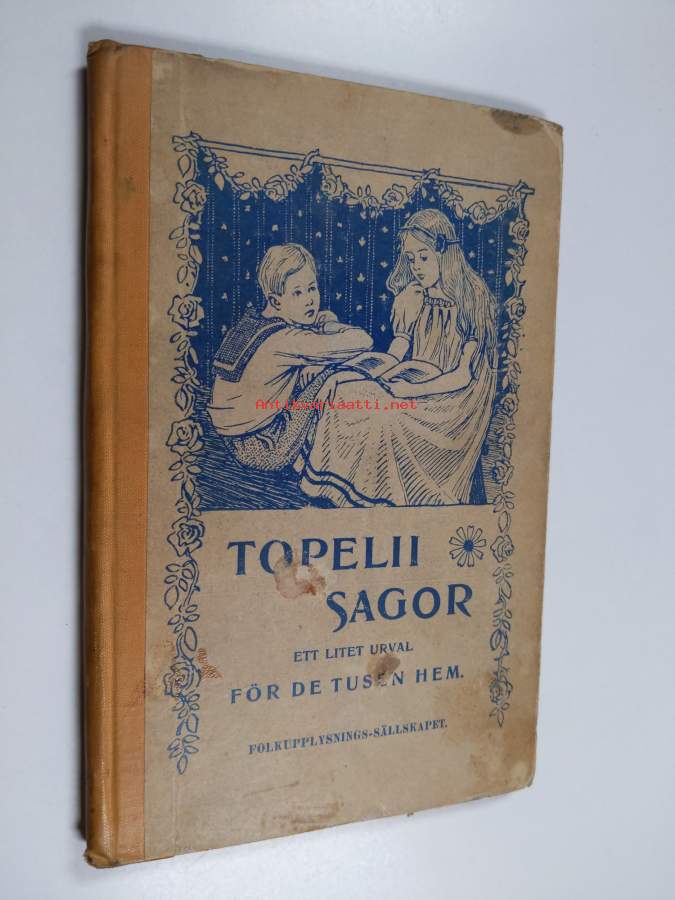 Antikvariaatti.net
TOPELII
SAGOR
ETT LITET URVAL
FÖR DE TUSEN HEM.
FOLKUPPLYSNINGS-SÄLLSKAPET.